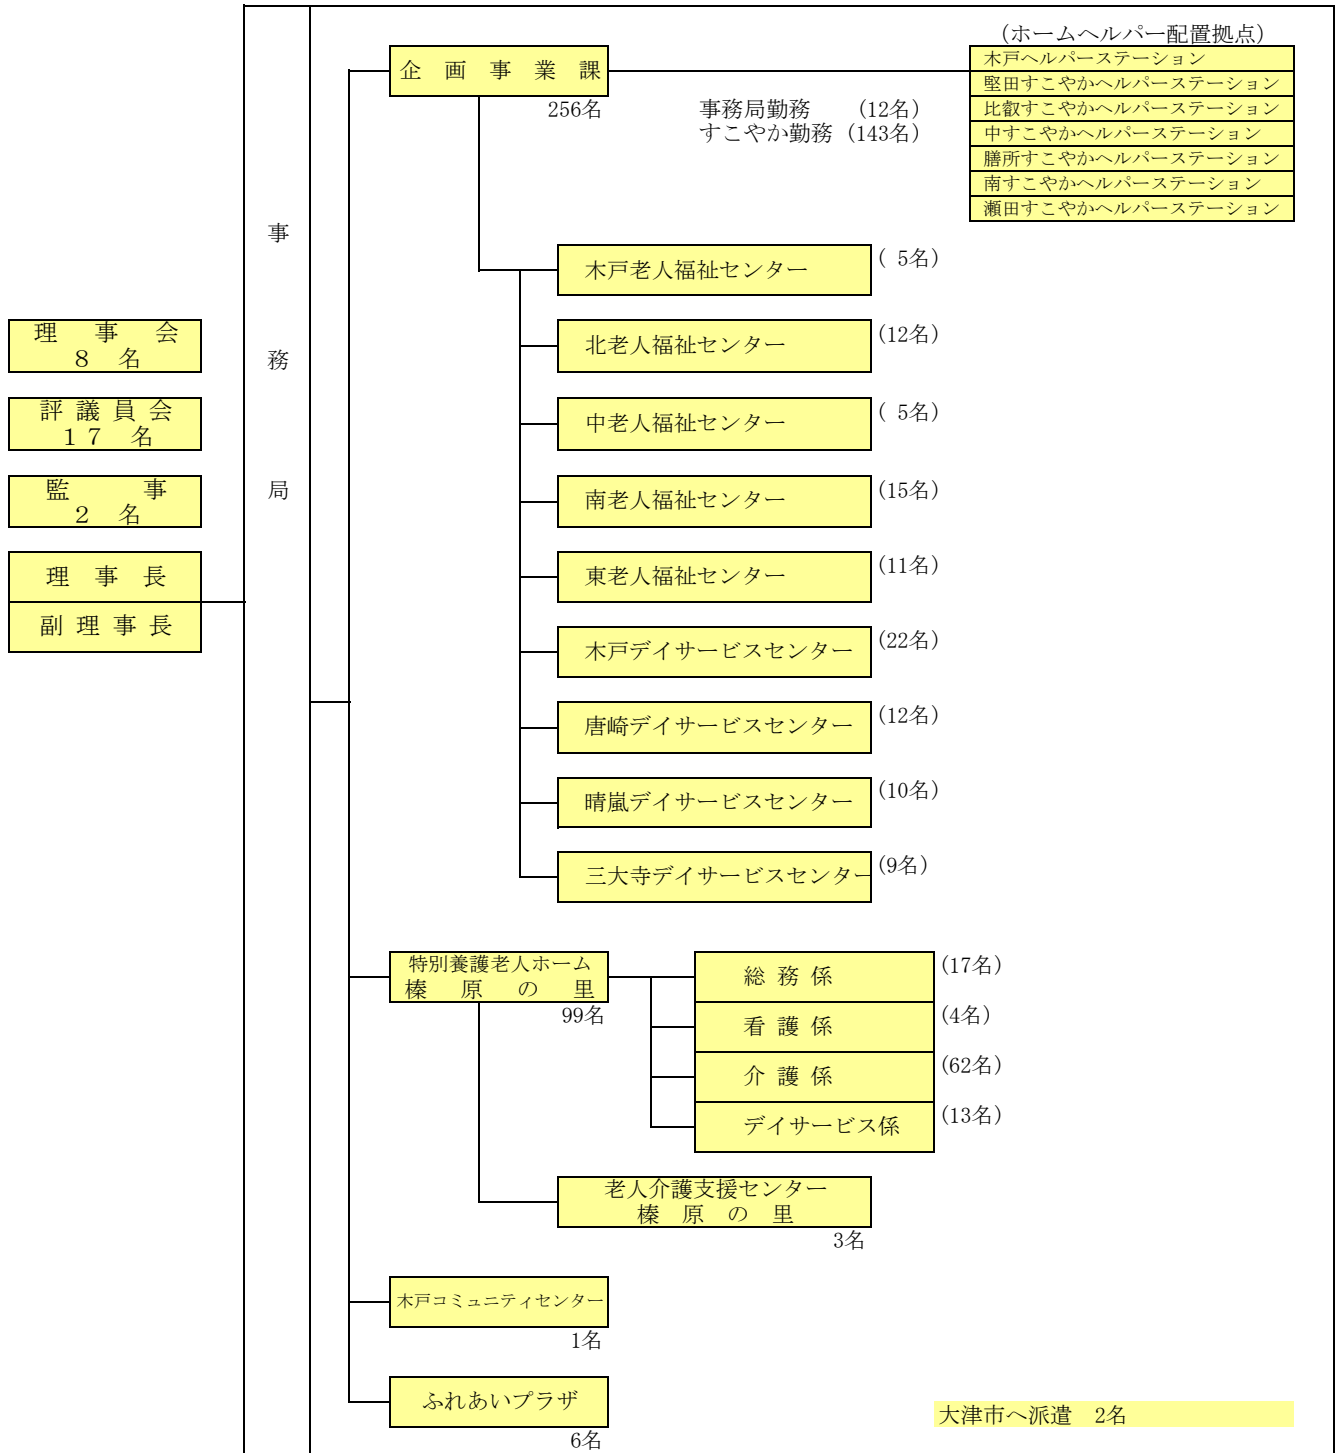 理 事 会
８ 名
評 議 員 会
１７ 名
監 事
２ 名
理 事 長
副 理 事 長
事
務
局
企 画 事 業 課
256名
事務局勤務 (12名)
すこやか勤務 (143名)
(ホームヘルパー配置拠点)
木戸ヘルパーステーション
堅田すこやかヘルパーステーション
比叡すこやかヘルパーステーション
中すこやかヘルパーステーション
膳所すこやかヘルパーステーション
南すこやかヘルパーステーション
瀬田すこやかヘルパーステーション
木戸老人福祉センター ( 5名)
北老人福祉センター (12名)
中老人福祉センター ( 5名)
南老人福祉センター (15名)
東老人福祉センター (11名)
木戸デイサービスセンター (22名)
唐崎デイサービスセンター (12名)
晴嵐デイサービスセンター (10名)
三大寺デイサービスセンター (9名)
特別養護老人ホーム
榛 原 の 里
99名
総 務 係 (17名)
看 護 係 (4名)
介 護 係 (62名)
デイサービス係 (13名)
老人介護支援センター
榛 原 の 里
3名
木戸コミュニティセンター
1名
ふれあいプラザ
6名
大津市へ派遣 2名